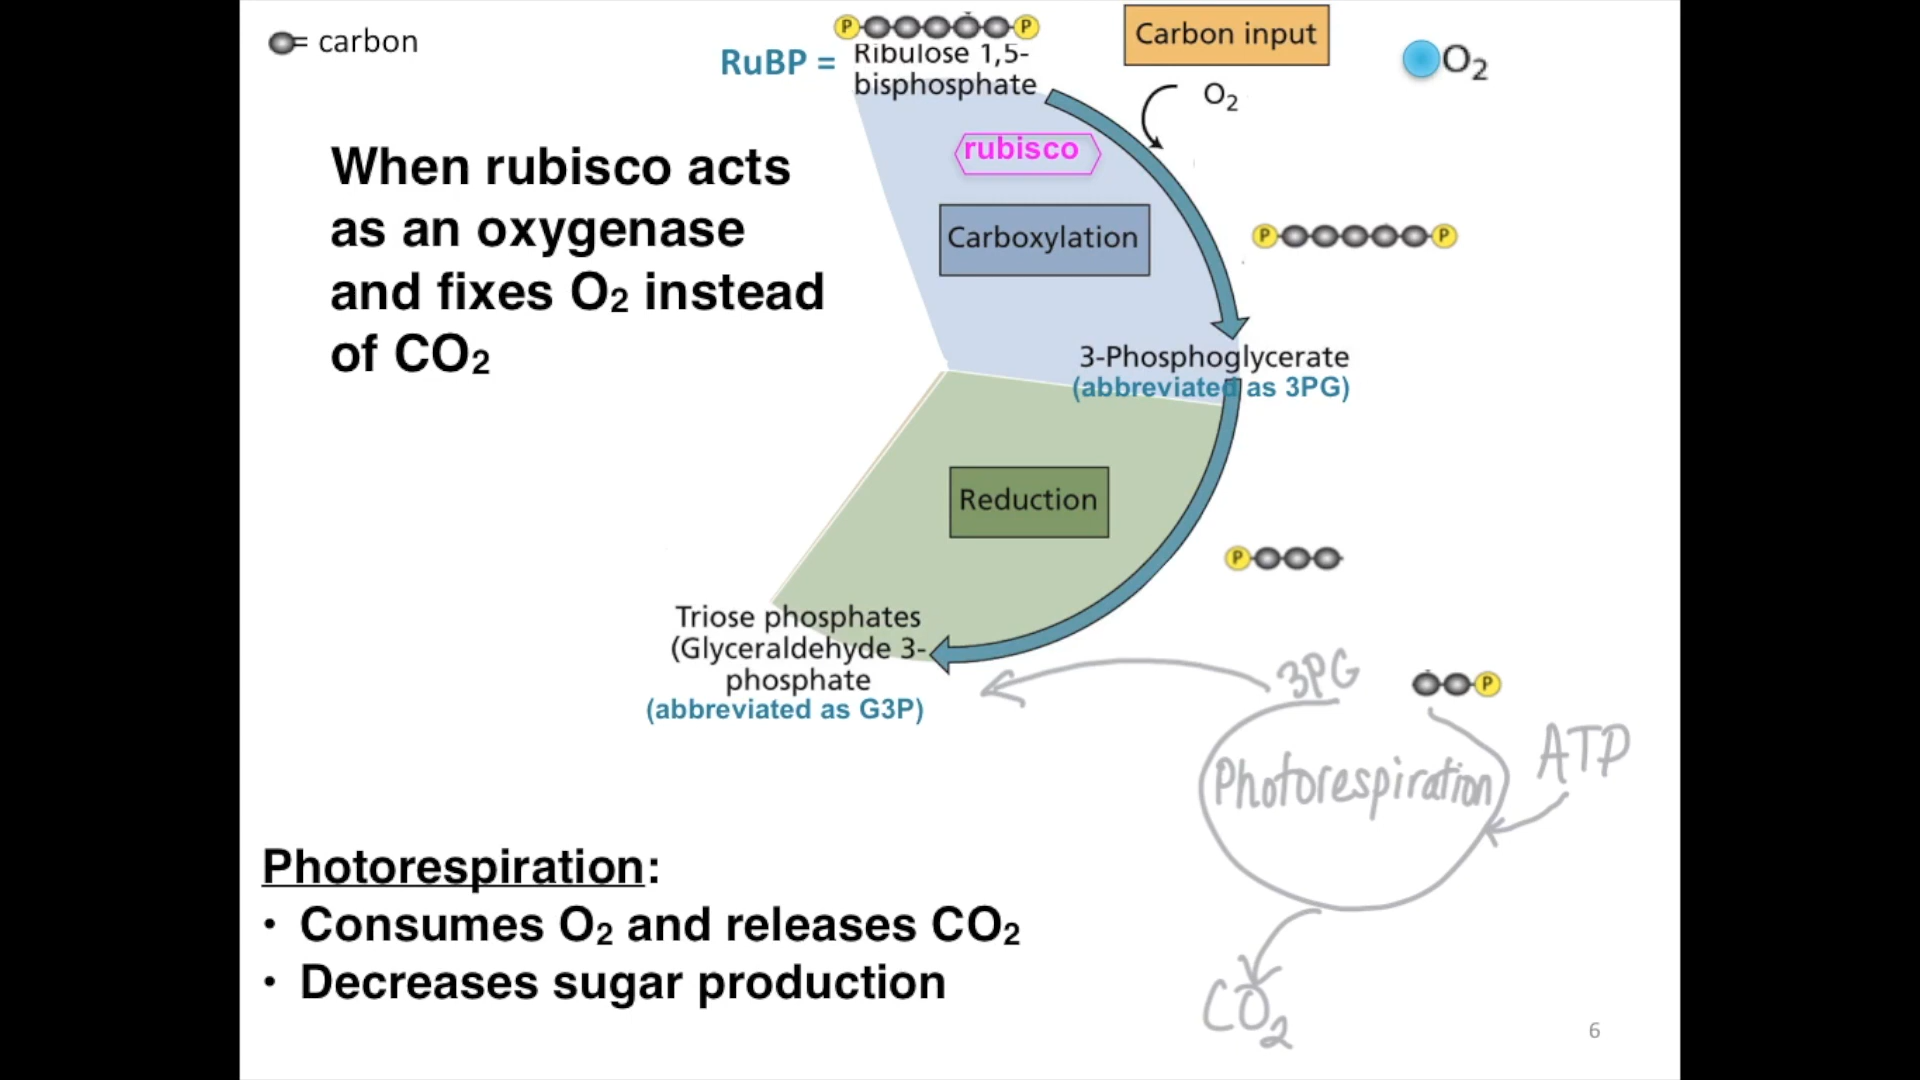 = carbon
P P
RuBP =
Ribulose 1,5-
bisphosphate
Carbon input
O2
O2
rubisco
When rubisco acts
as an oxygenase
and fixes O2 instead
of CO2
Carboxylation
P P
3-Phosphoglycerate
(abbreviated as 3PG)
Reduction
P
Triose phosphates
(Glyceraldehyde 3-
phosphate
(abbreviated as G3P)
3PG
P
ATP
Photorespiration
Photorespiration:
• Consumes O2 and releases CO2
• Decreases sugar production
CO2
6